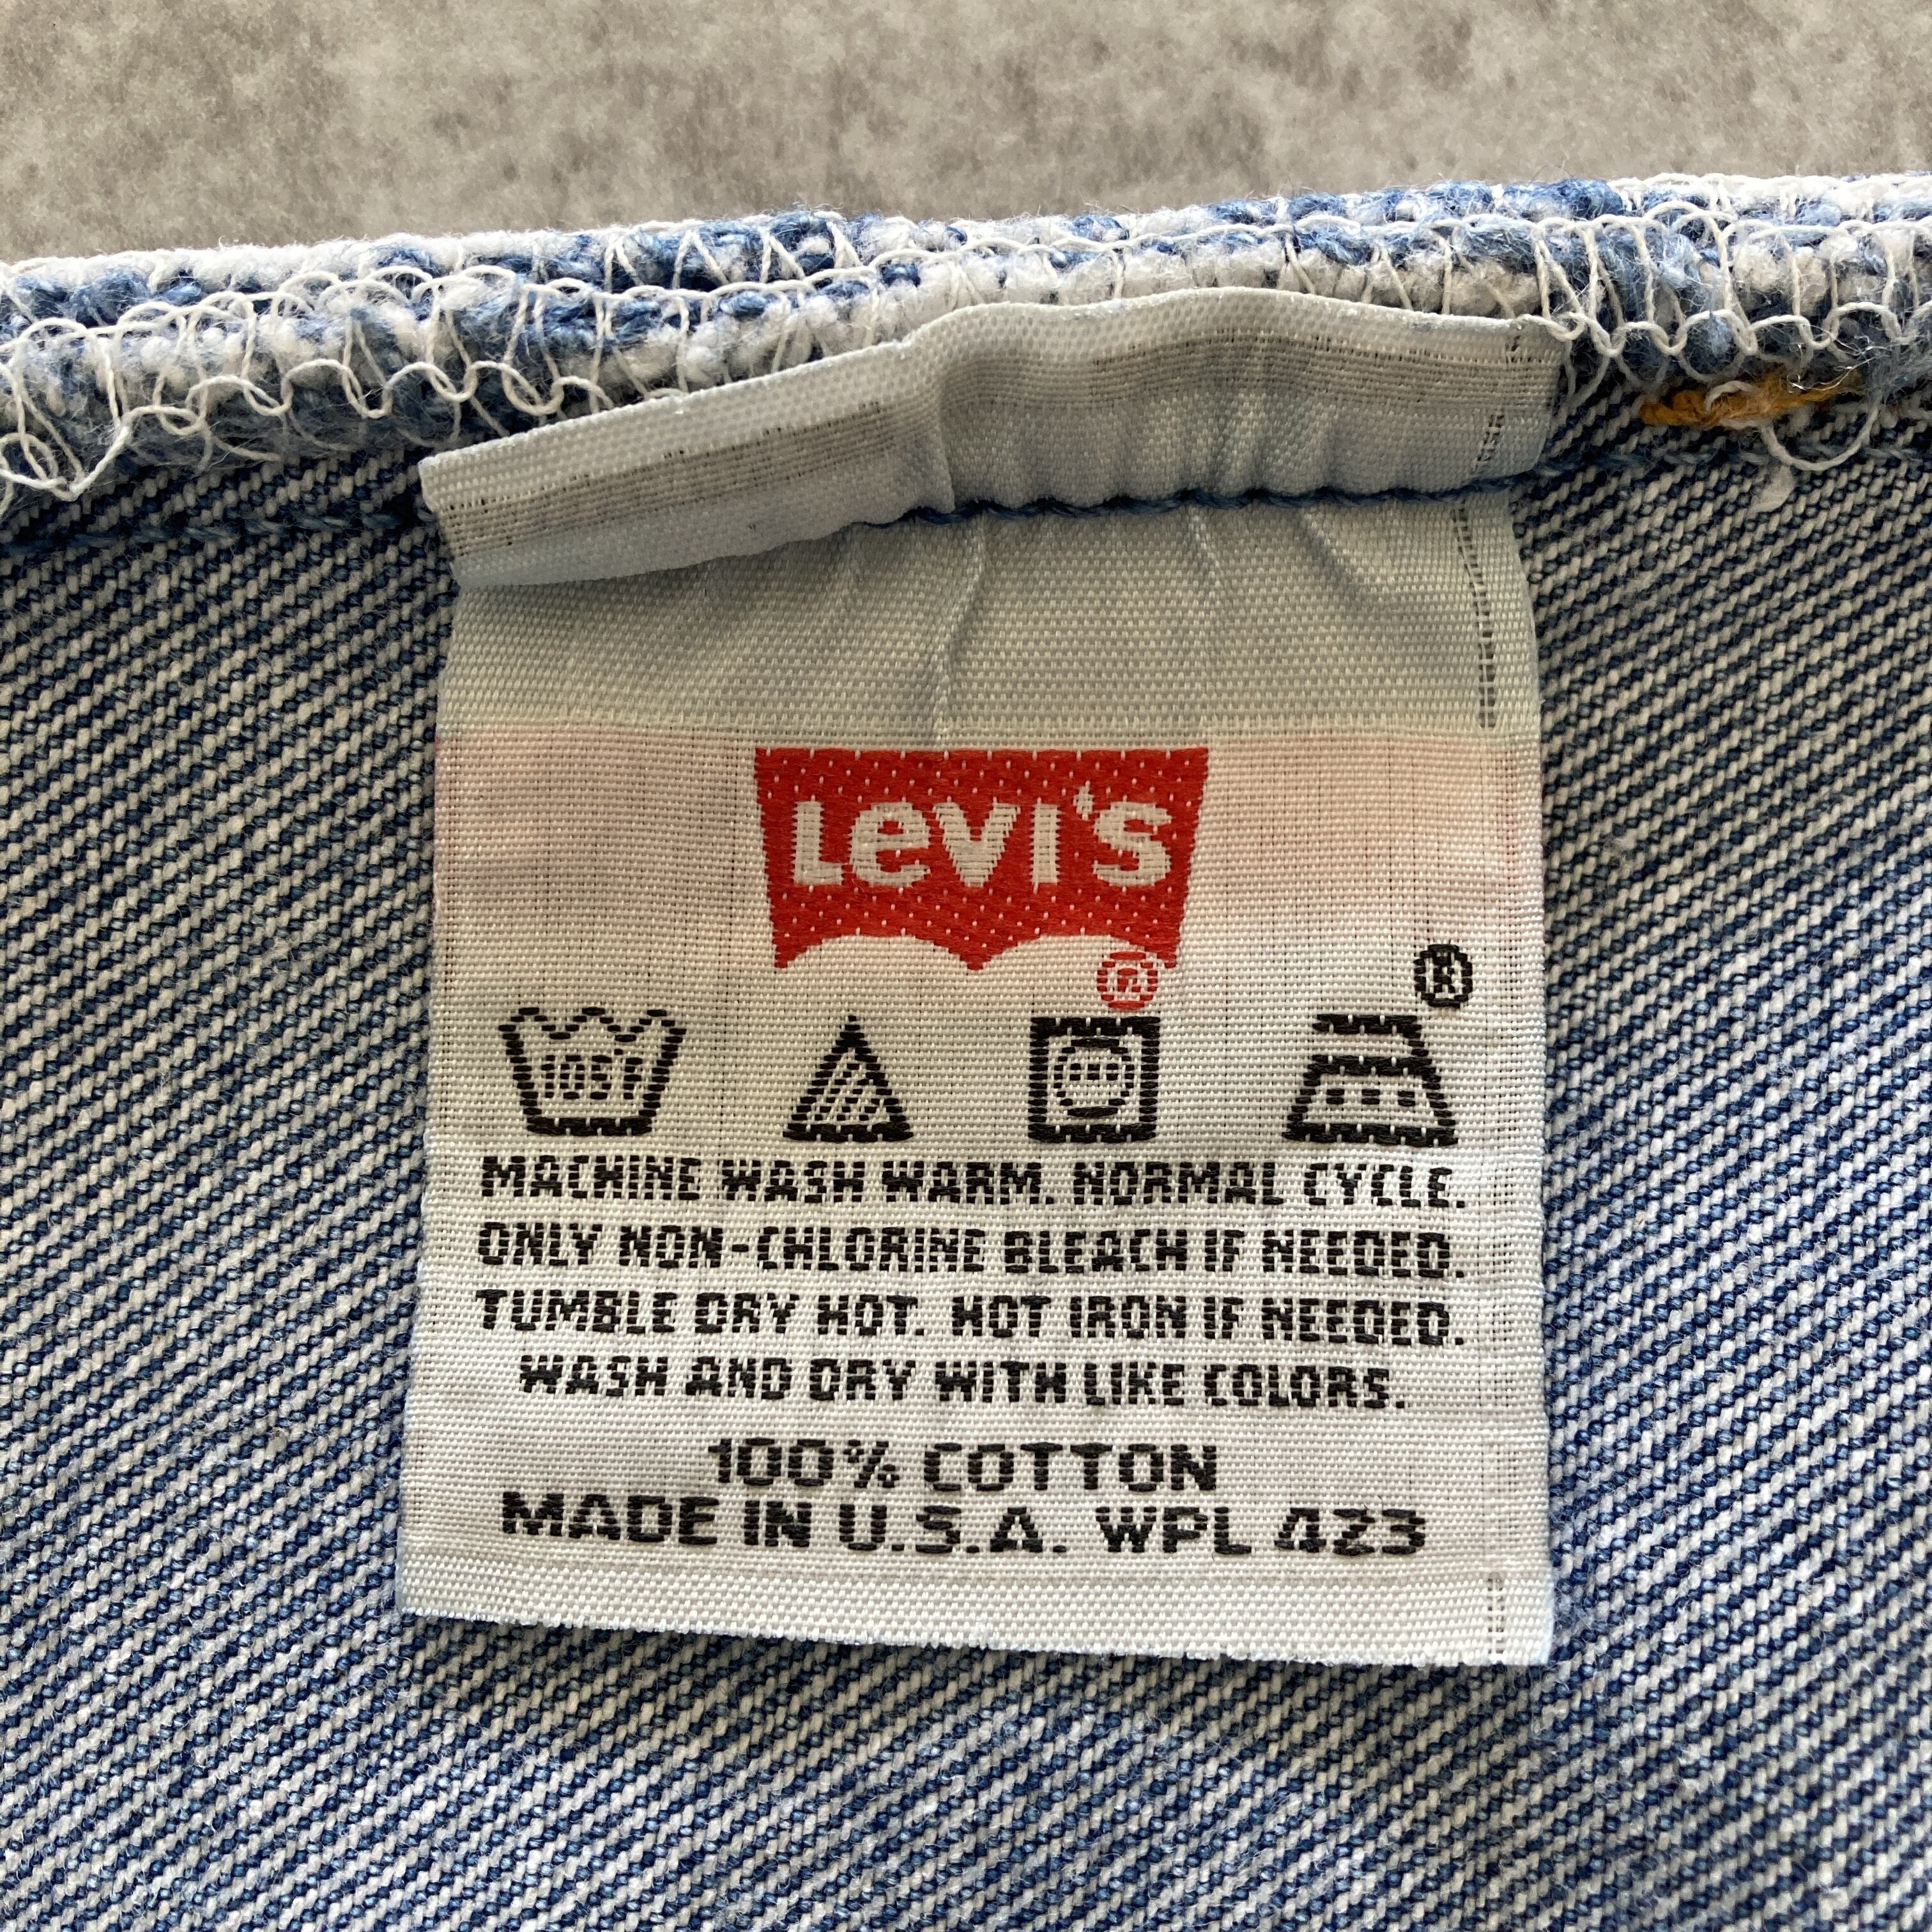 Levi's
®
®
105°F
MACHINE WASH WARM. NORMAL CYCLE.
ONLY NON-CHLORINE BLEACH IF NEEDED.
TUMBLE DRY HOT. HOT IRON IF NEEDED.
WASH AND DRY WITH LIKE COLORS.
100% COTTON
MADE IN U.S.A. WPL 423